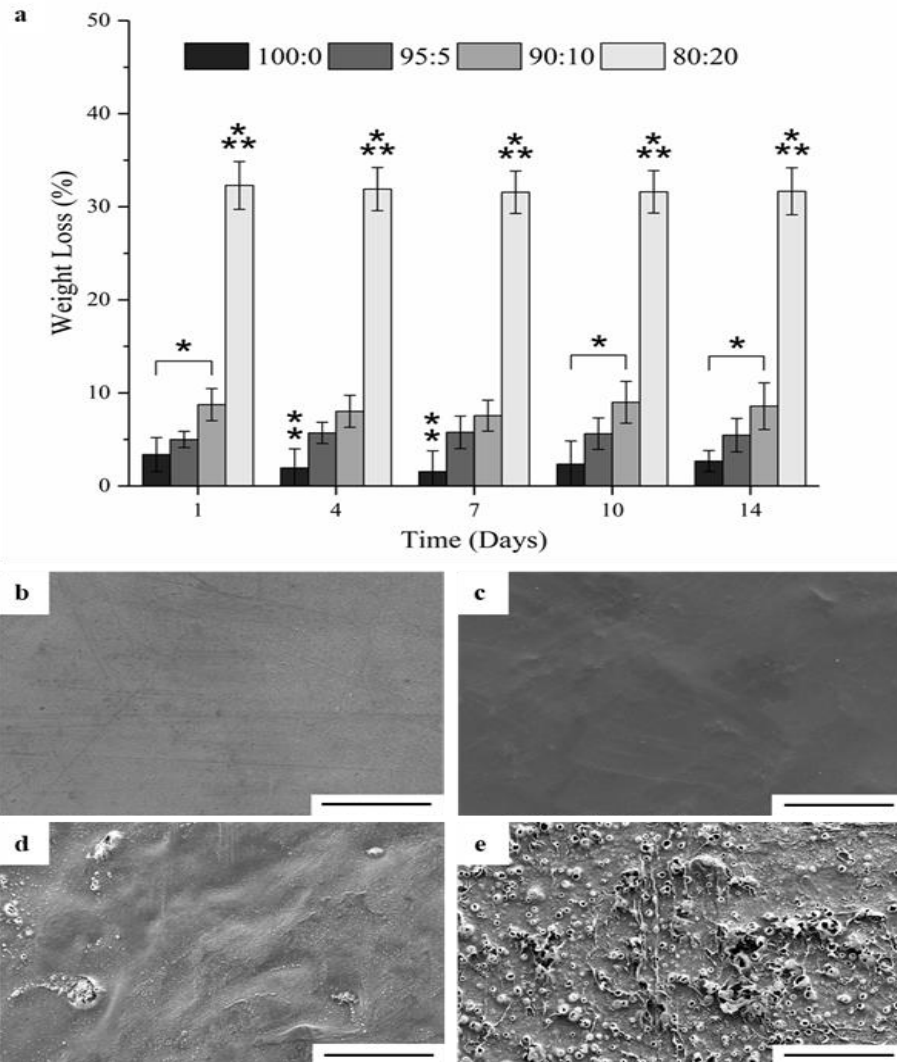 a
50
100:0 95:5 90:10 80:20
40
* ** * ** * ** * ** * **
30
Weight Loss (%)
20
* * *
10
* * * *
0
1 4 7 10 14
Time (Days)
b c
d e